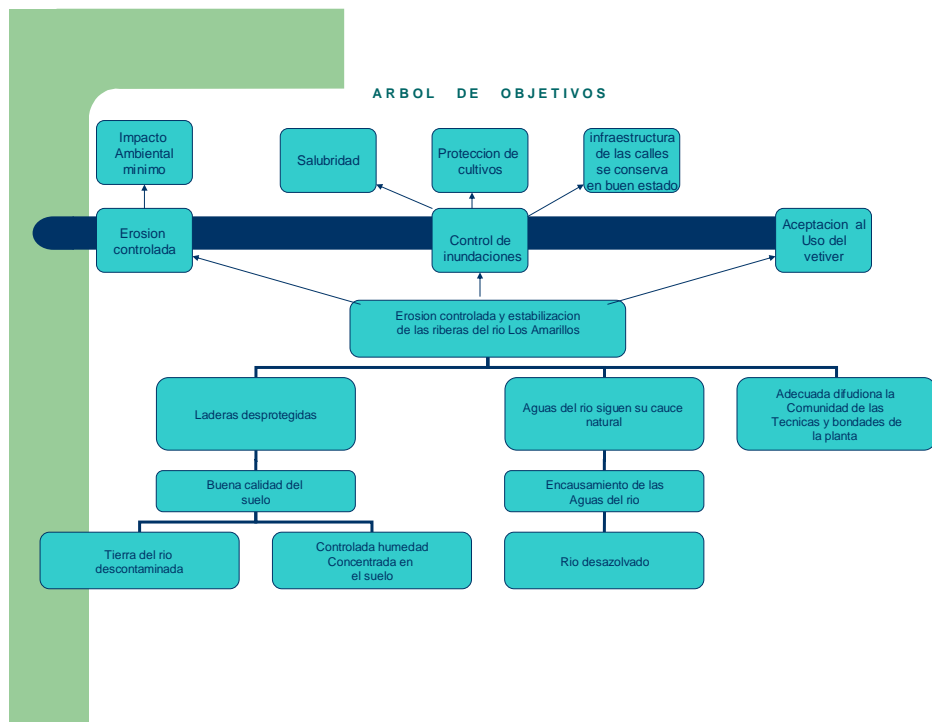 ARBOL DE OBJETIVOS
Impacto
Ambiental
minimo
Salubridad
Proteccion de
cultivos
infraestructura
de las calles
se conserva
en buen estado
Erosion
controlada
Control de
inundaciones
Aceptacion al
Uso del
vetiver
Erosion controlada y estabilizacion
de las riberas del rio Los Amarillos
Laderas desprotegidas
Aguas del rio siguen su cauce
natural
Adecuada difudiona la
Comunidad de las
Tecnicas y bondades de
la planta
Buena calidad del
suelo
Encausamiento de las
Aguas del rio
Tierra del rio
descontaminada
Controlada humedad
Concentrada en
el suelo
Rio desazolvado